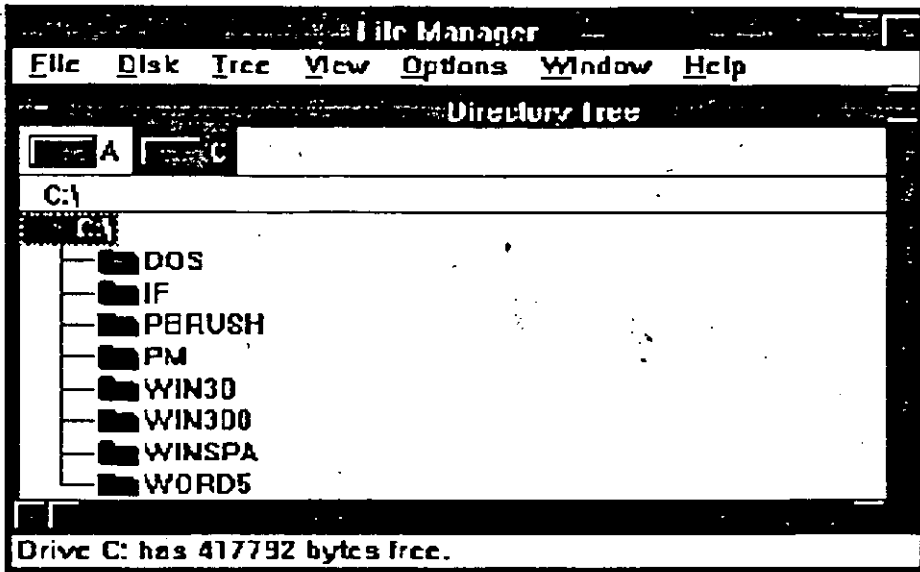 File Manager
File Disk Tree View Options Window Help
Directory Tree
A C
C:\
C:\
DOS
IF
PBRUSH
PM
WIN30
WIN300
WINSPA
WORD5
Drive C: has 417792 bytes free.